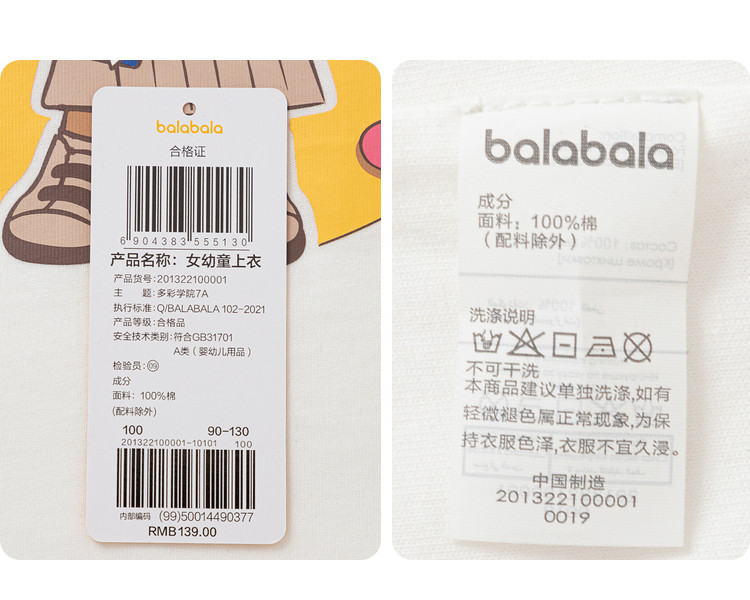 balabala
合格证
6 904383 555130
产品名称：女幼童上衣
产品货号：201322100001
主　题：多彩学院7A
执行标准：Q/BALABALA 102-2021
产品等级：合格品
安全技术类别：符合GB31701
A类（婴幼儿用品）
检验员：09
成分
面料：100%棉
(配料除外)
100 90-130
201322100001-10101 100
内部编码 (99)50014490377
RMB139.00
balabala
成分
面料：100%棉
（配料除外）
洗涤说明
不可干洗
本商品建议单独洗涤,如有
轻微褪色属正常现象,为保
持衣服色泽,衣服不宜久浸。
中国制造
201322100001
0019